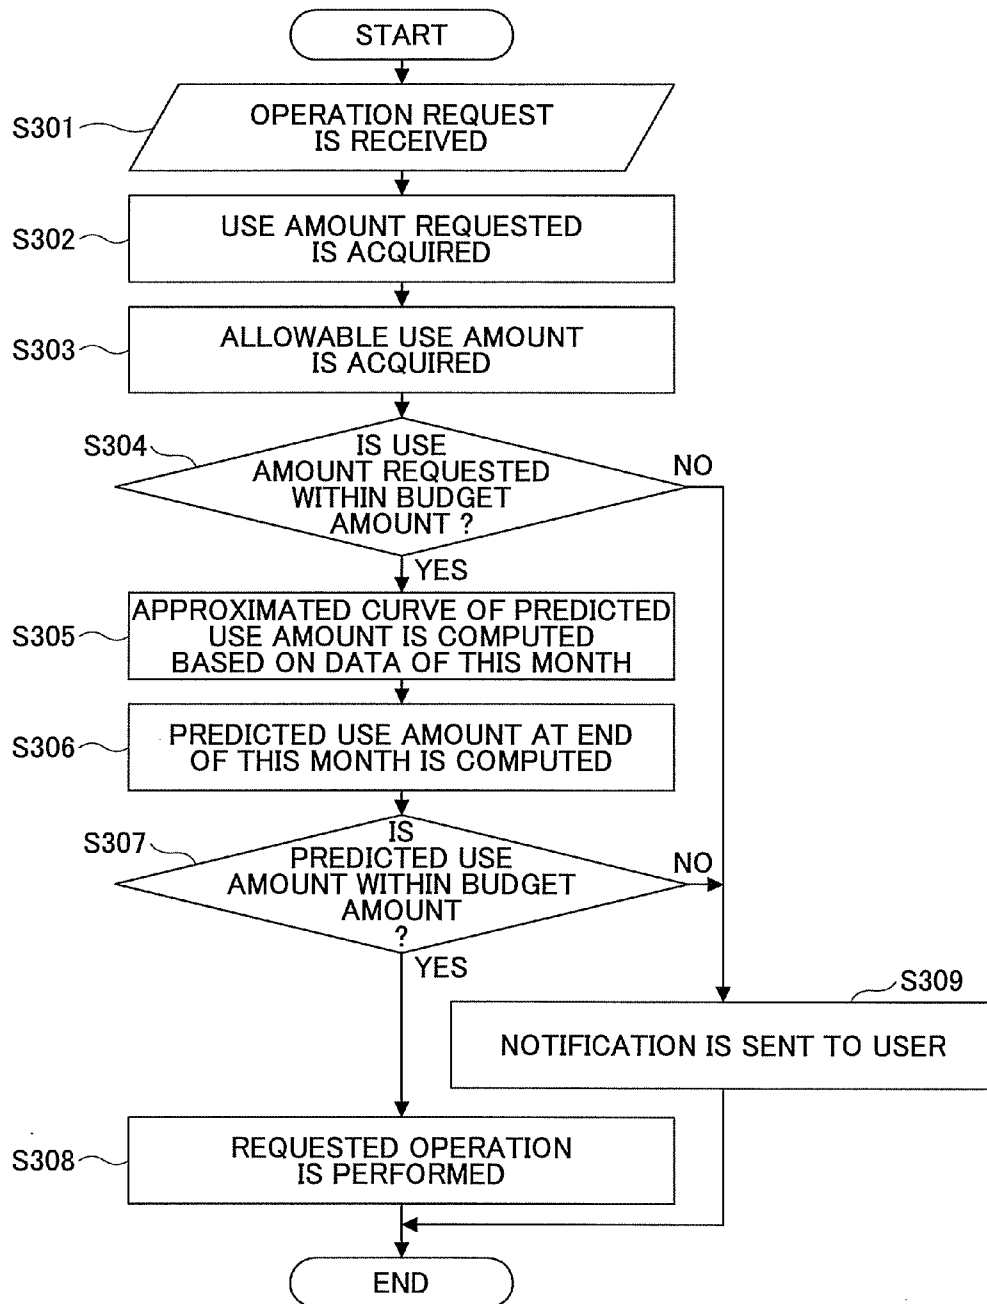 START
S301
OPERATION REQUEST
IS RECEIVED
S302
USE AMOUNT REQUESTED
IS ACQUIRED
S303
ALLOWABLE USE AMOUNT
IS ACQUIRED
S304
IS USE
AMOUNT REQUESTED
WITHIN BUDGET
AMOUNT ?
NO
YES
S305
APPROXIMATED CURVE OF PREDICTED
USE AMOUNT IS COMPUTED
BASED ON DATA OF THIS MONTH
S306
PREDICTED USE AMOUNT AT END
OF THIS MONTH IS COMPUTED
S307
IS
PREDICTED USE
AMOUNT WITHIN BUDGET
AMOUNT
?
NO
YES
S309
NOTIFICATION IS SENT TO USER
S308
REQUESTED OPERATION
IS PERFORMED
END